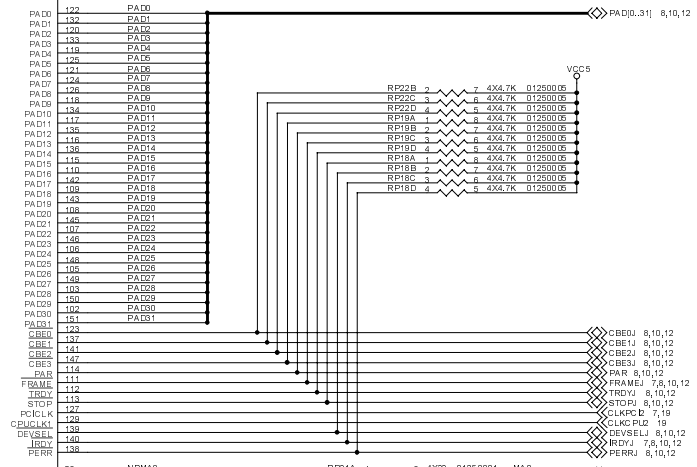 PAD0 122 PAD0 PAD[0..31] 8,10,12
PAD1 132 PAD1
PAD2 120 PAD2
PAD3 133 PAD3
PAD4 119 PAD4
PAD5 125 PAD5
PAD6 121 PAD6 VCC5
PAD7 124 PAD7
PAD8 126 PAD8 RP22B 2 7 4X4.7K 01250005
PAD9 118 PAD9 RP22C 3 6 4X4.7K 01250005
PAD10 134 PAD10 RP22D 4 5 4X4.7K 01250005
PAD11 117 PAD11 RP19A 1 8 4X4.7K 01250005
PAD12 135 PAD12 RP19B 2 7 4X4.7K 01250005
PAD13 116 PAD13 RP19C 3 6 4X4.7K 01250005
PAD14 136 PAD14 RP19D 4 5 4X4.7K 01250005
PAD15 115 PAD15 RP18A 1 8 4X4.7K 01250005
PAD16 110 PAD16 RP18B 2 7 4X4.7K 01250005
PAD17 142 PAD17 RP18C 3 6 4X4.7K 01250005
PAD18 109 PAD18 RP18D 4 5 4X4.7K 01250005
PAD19 143 PAD19
PAD20 108 PAD20
PAD21 145 PAD21
PAD22 107 PAD22
PAD23 146 PAD23
PAD24 106 PAD24
PAD25 148 PAD25
PAD26 105 PAD26
PAD27 149 PAD27
PAD28 103 PAD28
PAD29 150 PAD29
PAD30 102 PAD30
PAD31 151 PAD31
CBE0 123 CBE0J 8,10,12
CBE1 137 CBE1J 8,10,12
CBE2 141 CBE2J 8,10,12
CBE3 147 CBE3J 8,10,12
PAR 114 PAR 8,10,12
FRAME 111 FRAMEJ 7,8,10,12
TRDY 112 TRDYJ 8,10,12
STOP 113 STOPJ 8,10,12
PCICLK 127 CLKPCI2 7,19
CPUCLK1 129 CLKCPU2 19
DEVSEL 139 DEVSELJ 8,10,12
IRDY 140 IRDYJ 7,8,10,12
PERR 138 PERRJ 8,10,12